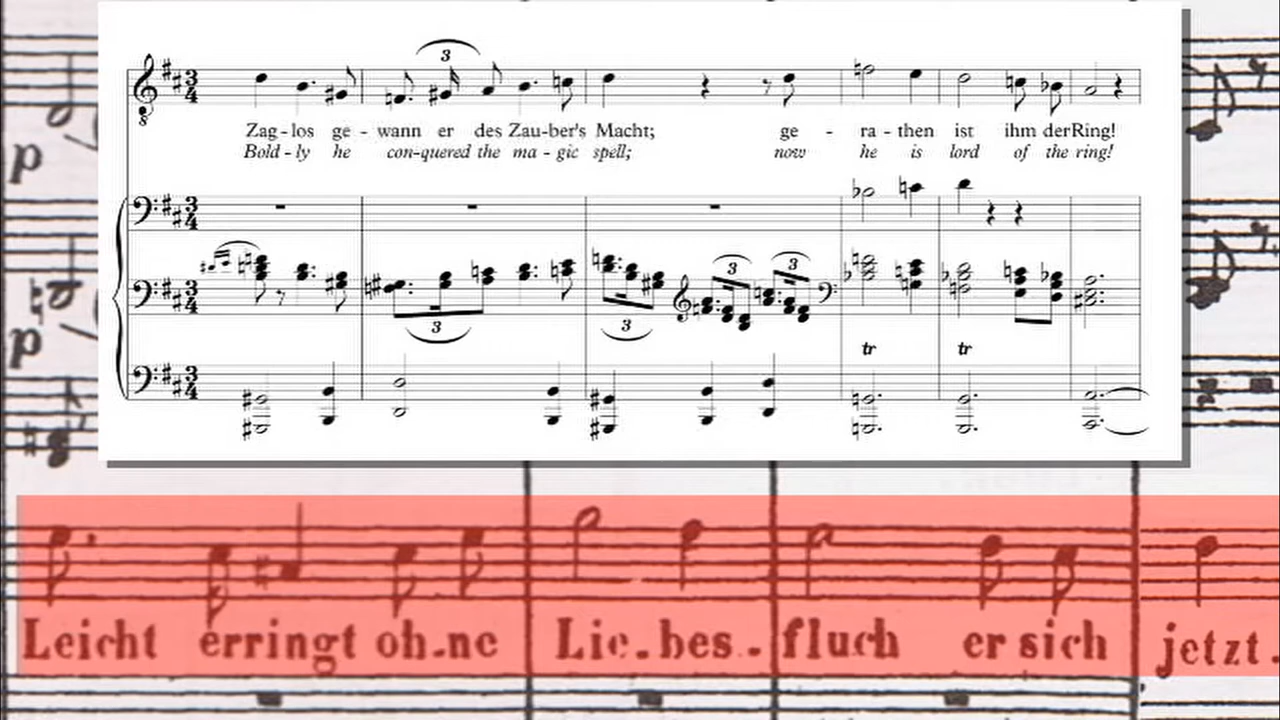 Zag - los ge - wann er des Zau-ber's Macht; ge - ra - then ist ihm der Ring!
Bold - ly he con-quered the ma - gic spell; now he is lord of the ring!
Leicht erringt oh-ne Lie-bes-fluch er sich jetzt.